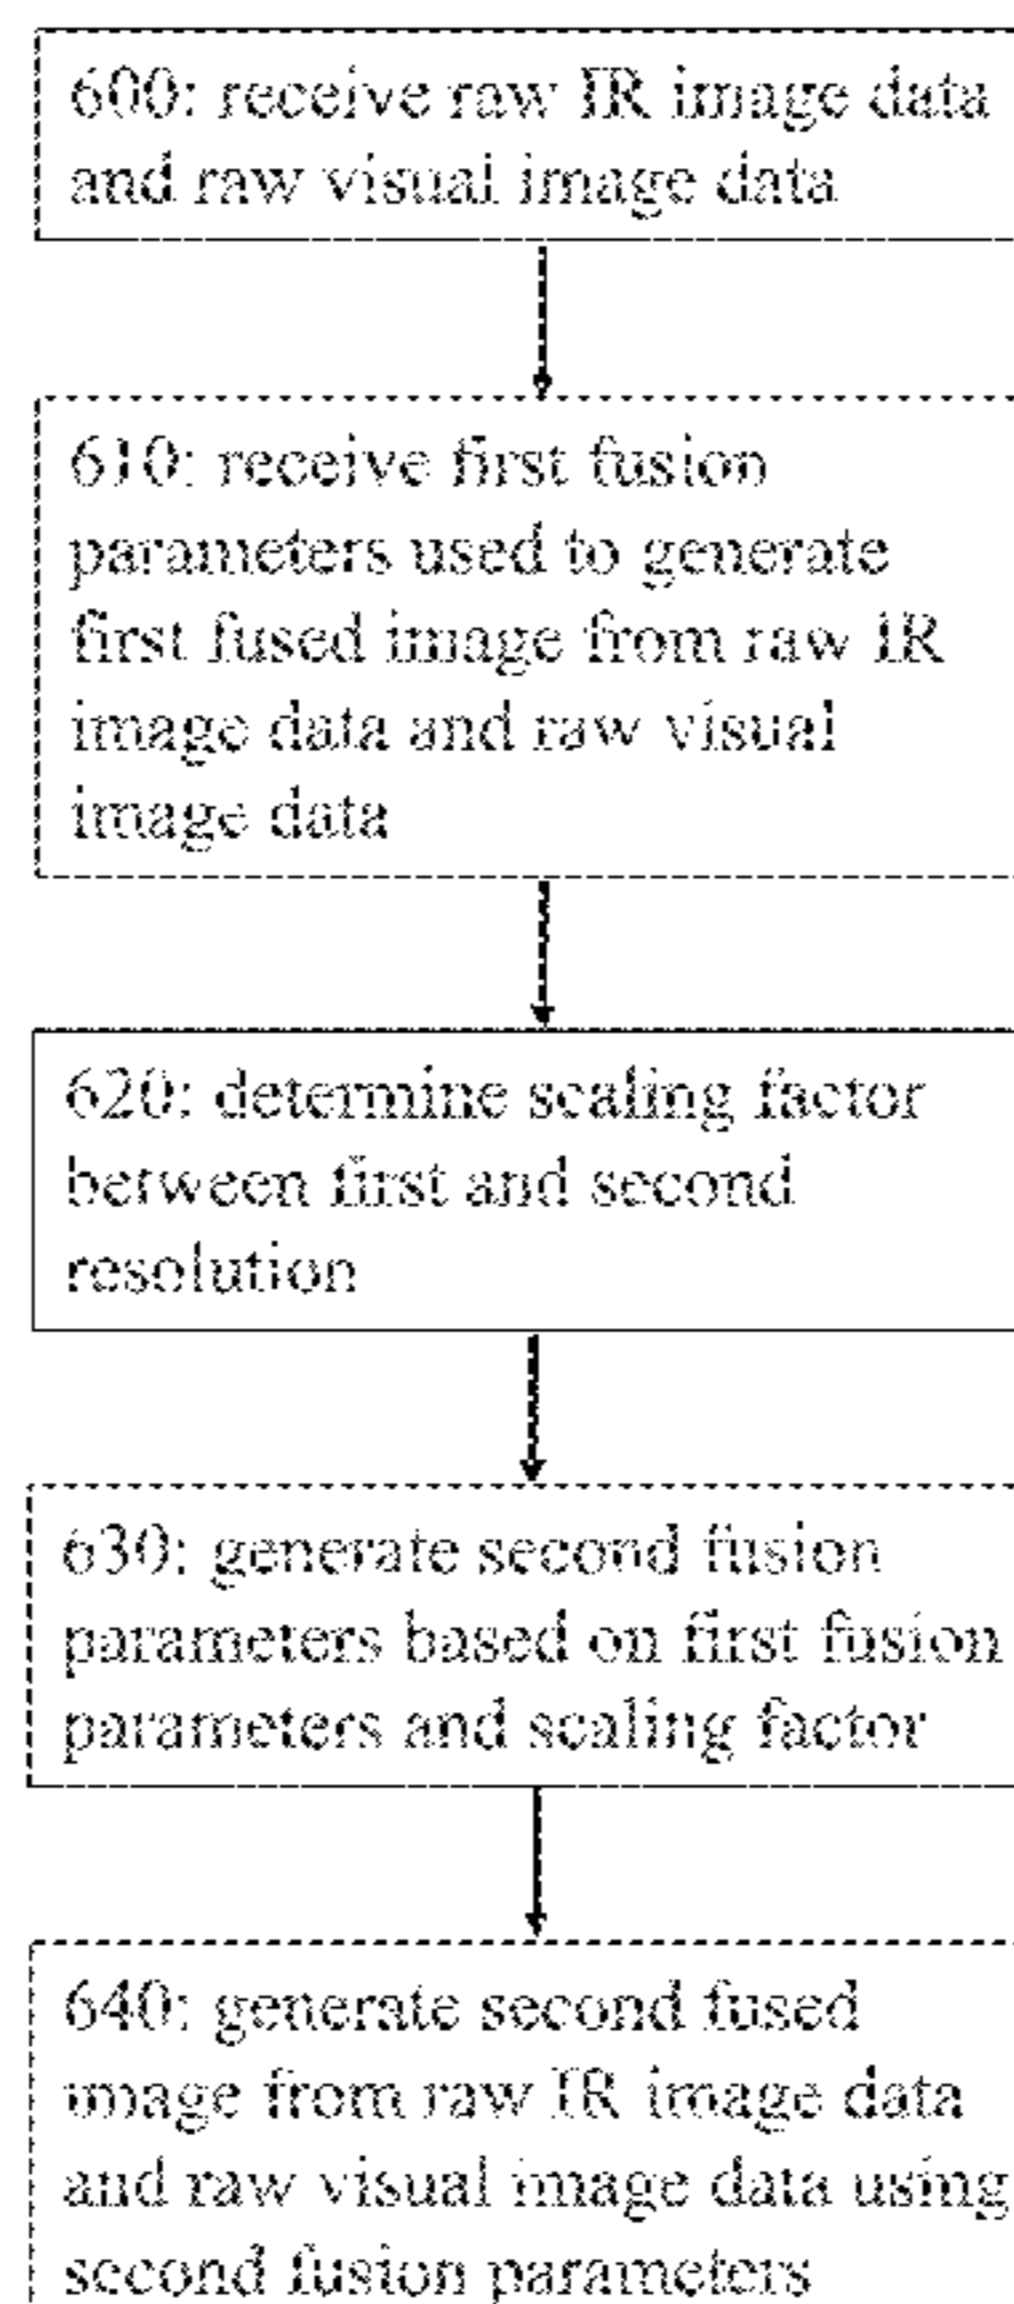 600: receive raw IR image data
and raw visual image data
610: receive first fusion
parameters used to generate
first fused image from raw IR
image data and raw visual
image data
620: determine scaling factor
between first and second
resolution
630: generate second fusion
parameters based on first fusion
parameters and scaling factor
640: generate second fused
image from raw IR image data
and raw visual image data using
second fusion parameters